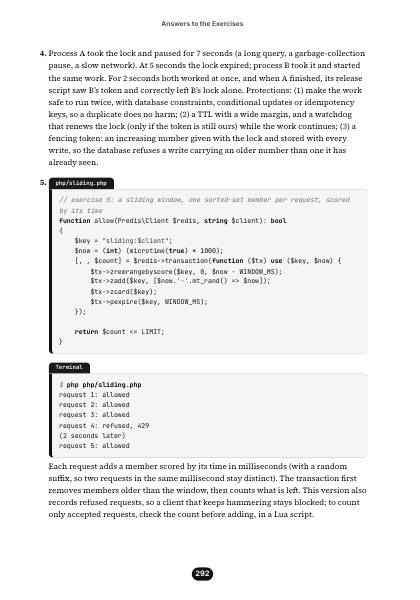 Answers to the Exercises
4. Process A took the lock and paused for 7 seconds (a long query, a garbage-collection
pause, a slow network). At 5 seconds the lock expired; process B took it and started
the same work. For 2 seconds both worked at once, and when A finished, its release
script saw B's token and correctly left B's lock alone. Protections: (1) make the work
safe to run twice, with database constraints, conditional updates or idempotency
keys, so a duplicate does no harm; (2) a TTL with a wide margin, and a watchdog
that renews the lock (only if the token is still ours) while the work continues; (3) a
fencing token: an increasing number given with the lock and stored with every
write, so the database refuses a write carrying an older number than one it has
already seen.
5. php/sliding.php
// exercise 5: a sliding window, one sorted-set member per request, scored
by its time
function allow(Predis\Client $redis, string $client): bool
{
    $key = "sliding:$client";
    $now = (int) (microtime(true) * 1000);
    [, , $count] = $redis->transaction(function ($tx) use ($key, $now) {
        $tx->zremrangebyscore($key, 0, $now - WINDOW_MS);
        $tx->zadd($key, [$now.'-'.mt_rand() => $now]);
        $tx->zcard($key);
        $tx->pexpire($key, WINDOW_MS);
    });
    return $count <= LIMIT;
}
Terminal
$ php php/sliding.php
request 1: allowed
request 2: allowed
request 3: allowed
request 4: refused, 429
(2 seconds later)
request 5: allowed
Each request adds a member scored by its time in milliseconds (with a random
suffix, so two requests in the same millisecond stay distinct). The transaction first
removes members older than the window, then counts what is left. This version also
records refused requests, so a client that keeps hammering stays blocked; to count
only accepted requests, check the count before adding, in a Lua script.
292